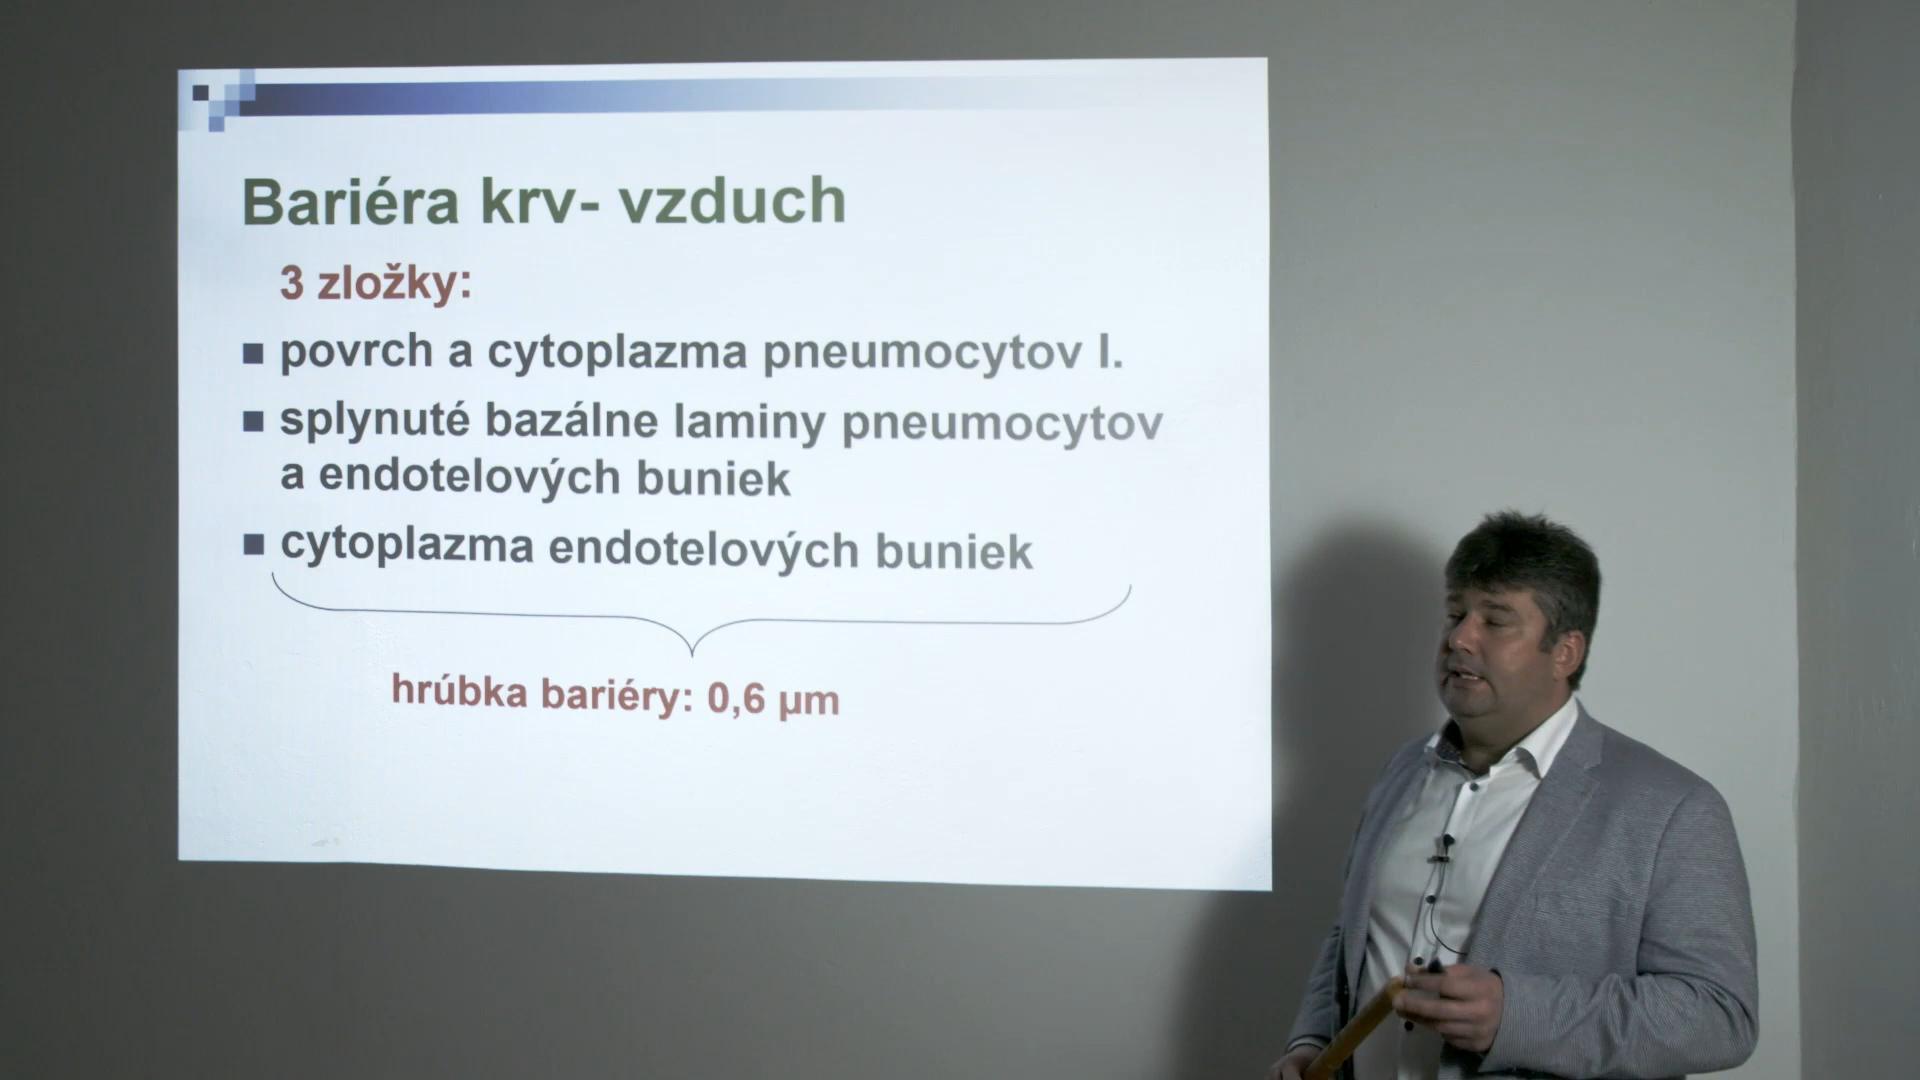 Bariéra krv- vzduch
3 zložky:
povrch a cytoplazma pneumocytov I.
splynuté bazálne laminy pneumocytov
a endotelových buniek
cytoplazma endotelových buniek
hrúbka bariéry: 0,6 µm